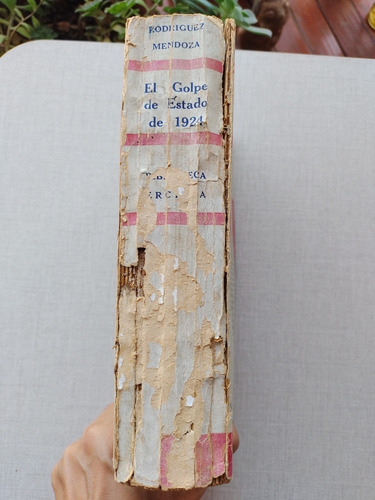 RODRIGUEZ
MENDOZA
El Golpe
de Estado
de 1924